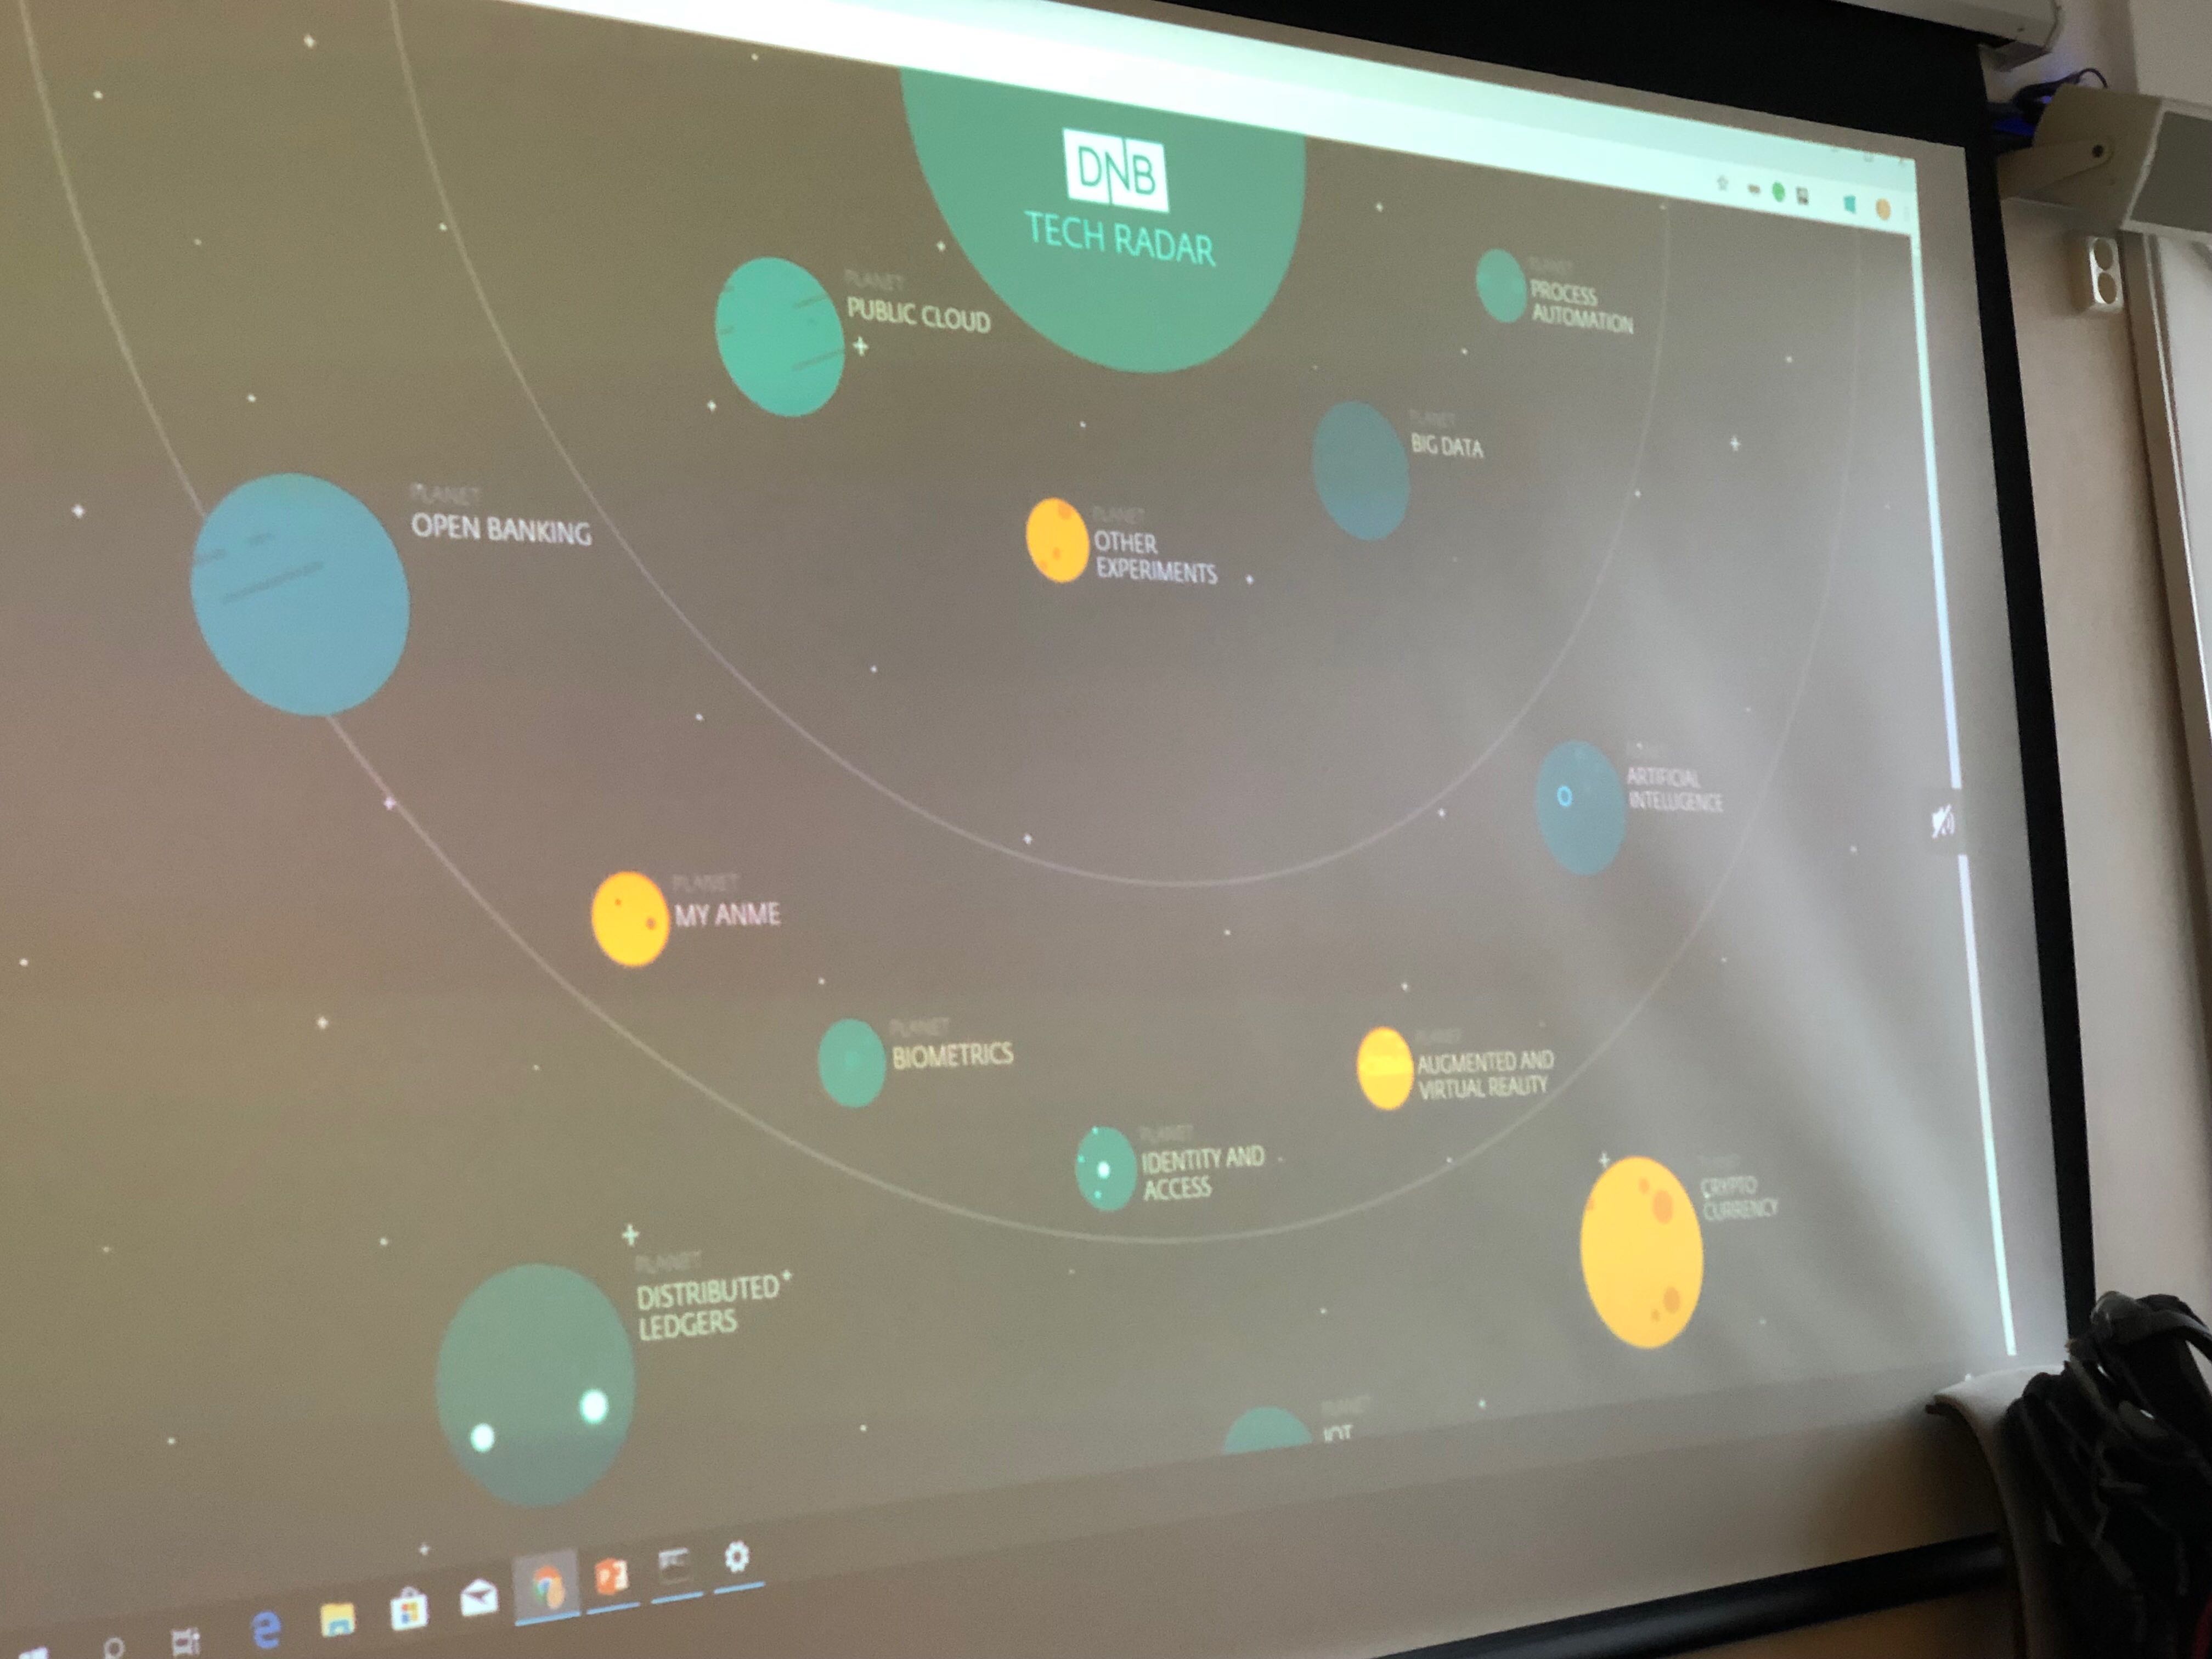 DNB
TECH RADAR
PLANET
PUBLIC CLOUD
PLANET
PROCESS
AUTOMATION
PLANET
BIG DATA
PLANET
OPEN BANKING
PLANET
OTHER
EXPERIMENTS
PLANET
ARTIFICIAL
INTELLIGENCE
PLANET
MY ANME
PLANET
BIOMETRICS
PLANET
AUGMENTED AND
VIRTUAL REALITY
PLANET
IDENTITY AND
ACCESS
PLANET
CRYPTO
CURRENCY
PLANET
DISTRIBUTED
LEDGERS
PLANET
IOT